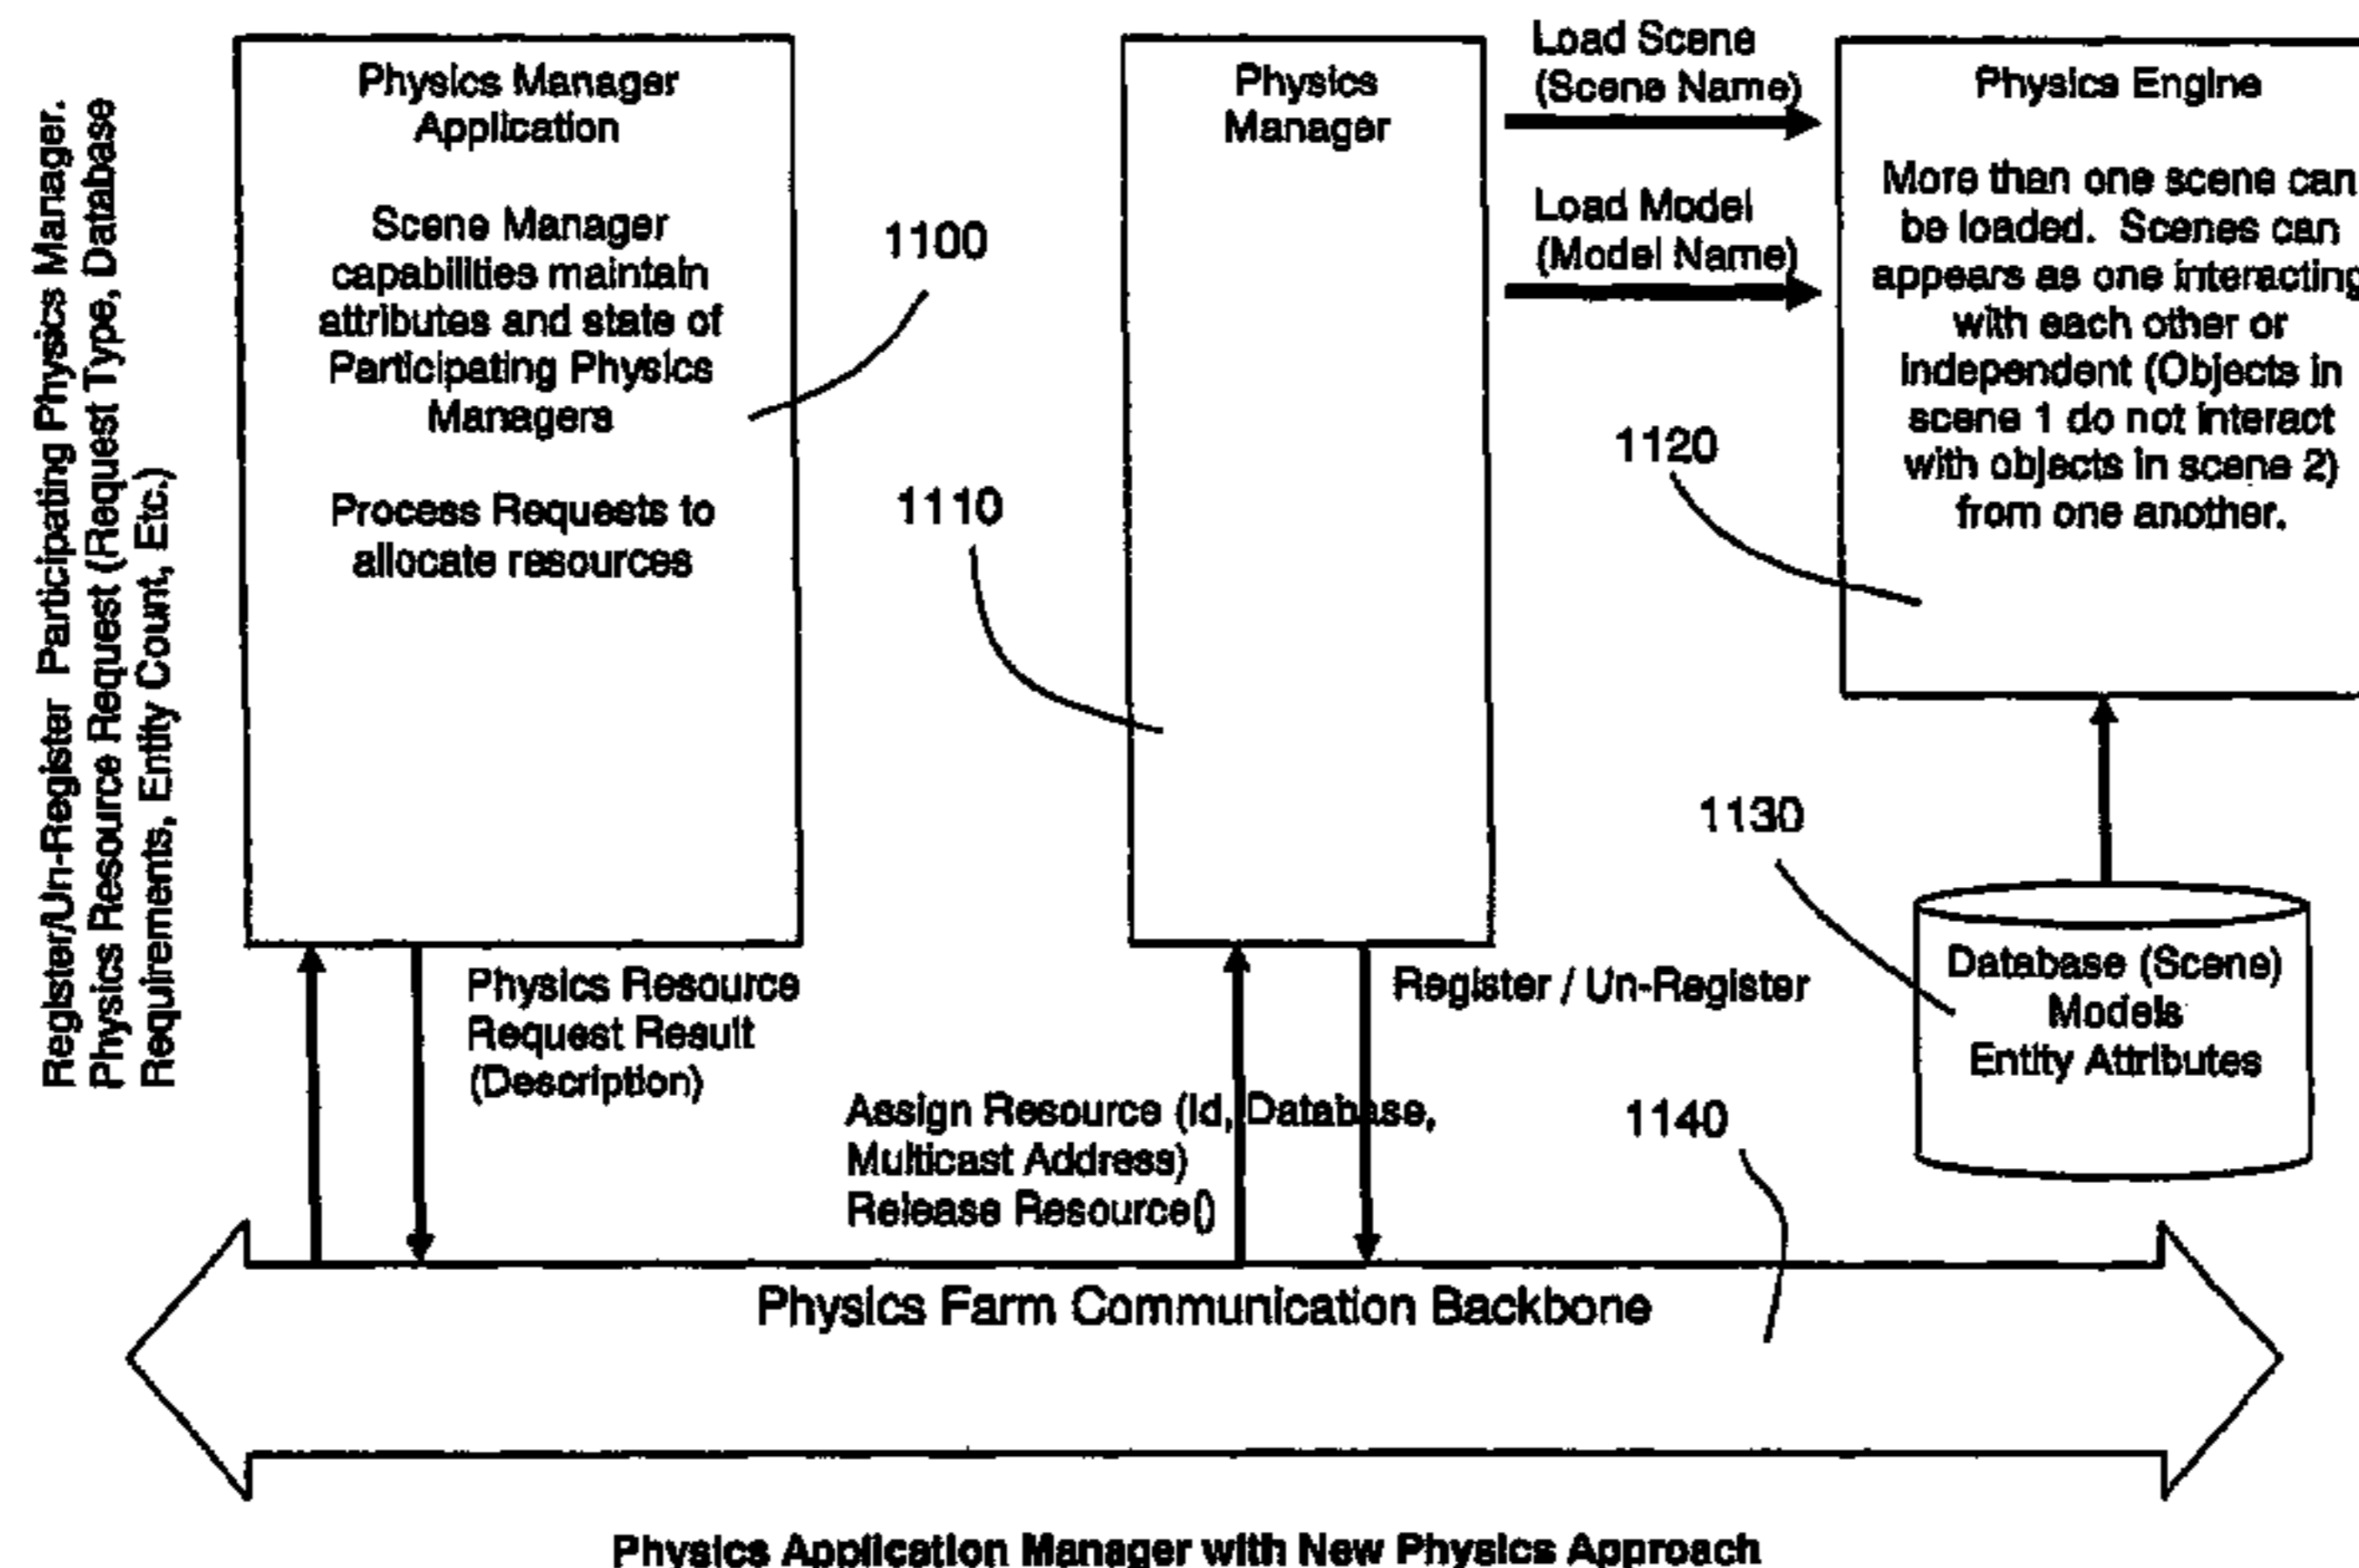 Register/Un-Register Participating Physics Manager.
Physics Resource Request (Request Type, Database
Requirements, Entity Count, Etc.)
Physics Manager
Application
Scene Manager
capabilities maintain
attributes and state of
Participating Physics
Managers
Process Requests to
allocate resources
1100
1110
Physics
Manager
Load Scene
(Scene Name)
Load Model
(Model Name)
Physics Engine
More than one scene can
be loaded. Scenes can
appears as one interacting
with each other or
independent (Objects in
scene 1 do not interact
with objects in scene 2)
from one another.
1120
1130
Database (Scene)
Models
Entity Attributes
Physics Resource
Request Result
(Description)
Register / Un-Register
Assign Resource (Id, Database,
Multicast Address)
Release Resource()
1140
Physics Farm Communication Backbone
Physics Application Manager with New Physics Approach